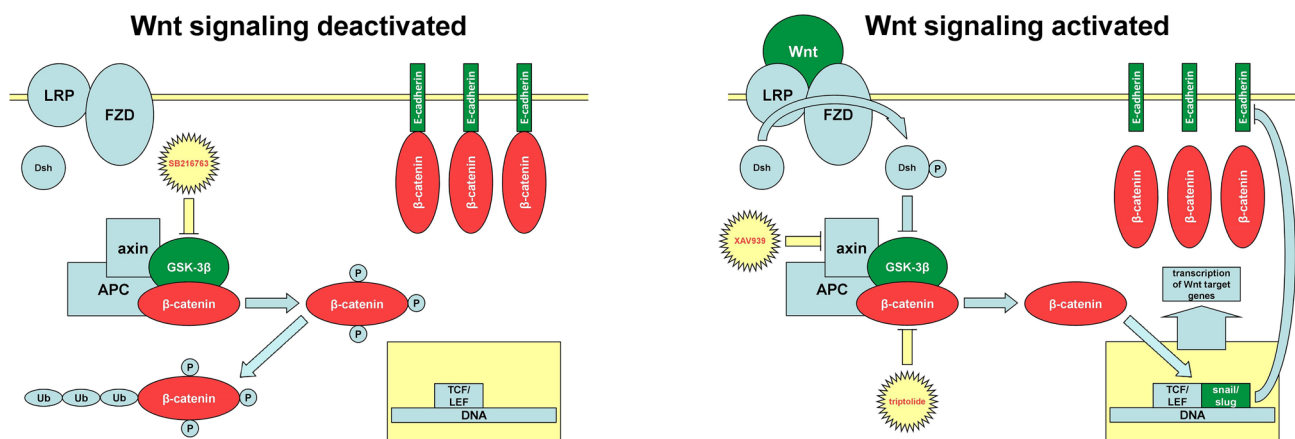 Wnt signaling deactivated
LRP
FZD
E-cadherin
E-cadherin
E-cadherin
Dsh
SB216763
β-catenin
β-catenin
β-catenin
axin
GSK-3β
APC
β-catenin
P
β-catenin
P
P
P
Ub
Ub
Ub
β-catenin
P
P
TCF/
LEF
DNA
Wnt signaling activated
Wnt
LRP
FZD
E-cadherin
E-cadherin
E-cadherin
Dsh
Dsh
P
β-catenin
β-catenin
β-catenin
XAV939
axin
GSK-3β
APC
β-catenin
β-catenin
transcription
of Wnt target
genes
triptolide
TCF/
LEF
snail/
slug
DNA